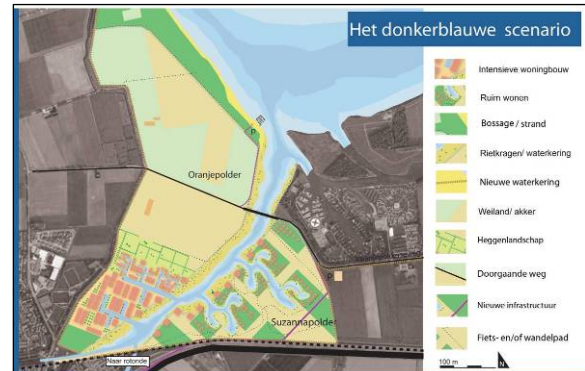 Het donkerblauwe scenario
Intensieve woningbouw
Ruim wonen
Bossage/ strand
Rietkragen/ waterkering
Nieuwe waterkering
Weiland/ akker
Heggenlandschap
Doorgaande weg
Nieuwe infrastructuur
Fiets- en/of wandelpad
100 m
N
Oranjepolder
Suzannapolder
Naar rotonde
P